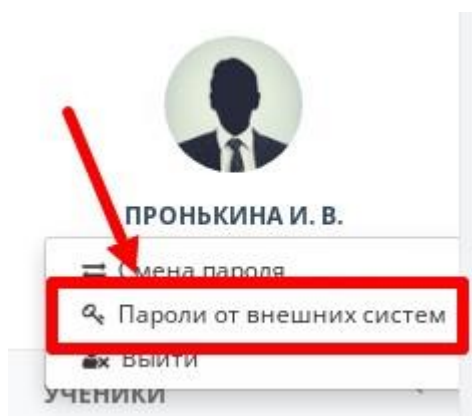 ПРОНЬКИНА И. В.
Смена пароля
Пароли от внешних систем
Выйти
УЧЕНИКИ